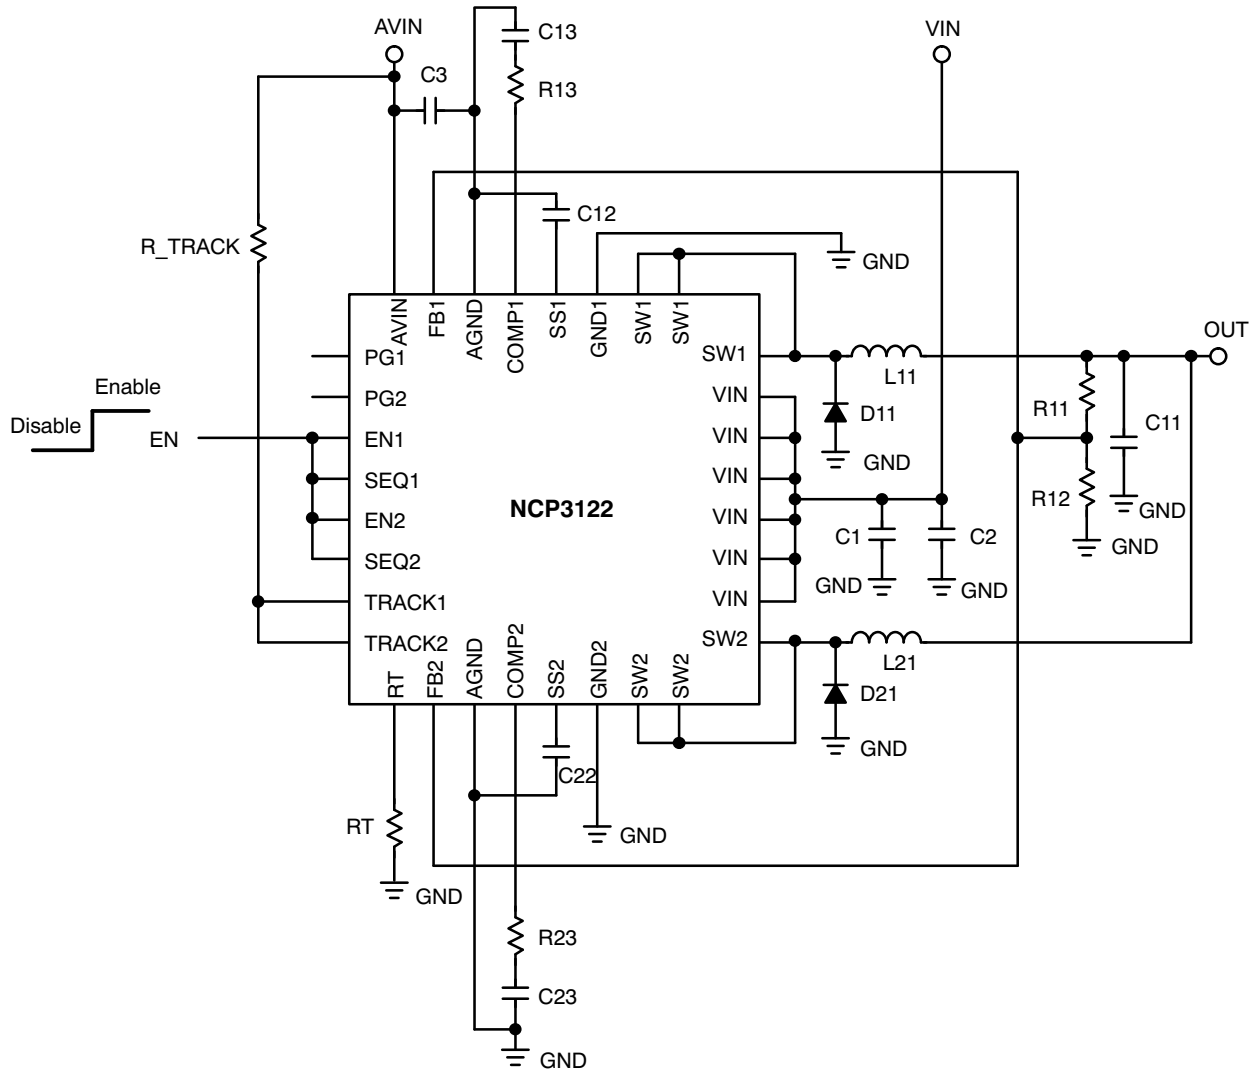 AVIN
C13
VIN
C3
R13
C12
R_TRACK
GND
AVIN
FB1
AGND
COMP1
SS1
GND1
SW1
SW1
OUT
PG1
SW1
L11
Enable
PG2
VIN
D11
R11
C11
Disable
EN
EN1
VIN
GND
SEQ1
VIN
R12
NCP3122
GND
EN2
VIN
C1
C2
GND
SEQ2
VIN
GND
GND
TRACK1
VIN
TRACK2
SW2
L21
RT
FB2
AGND
COMP2
SS2
GND2
SW2
SW2
D21
GND
C22
RT
GND
GND
R23
C23
GND